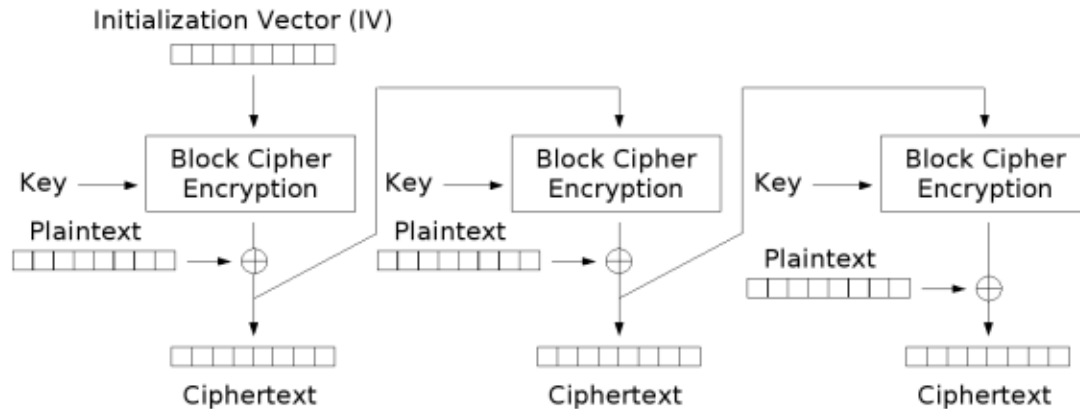 Initialization Vector (IV)
Key
Block Cipher
Encryption
Plaintext
Ciphertext
Key
Block Cipher
Encryption
Plaintext
Ciphertext
Key
Block Cipher
Encryption
Plaintext
Ciphertext